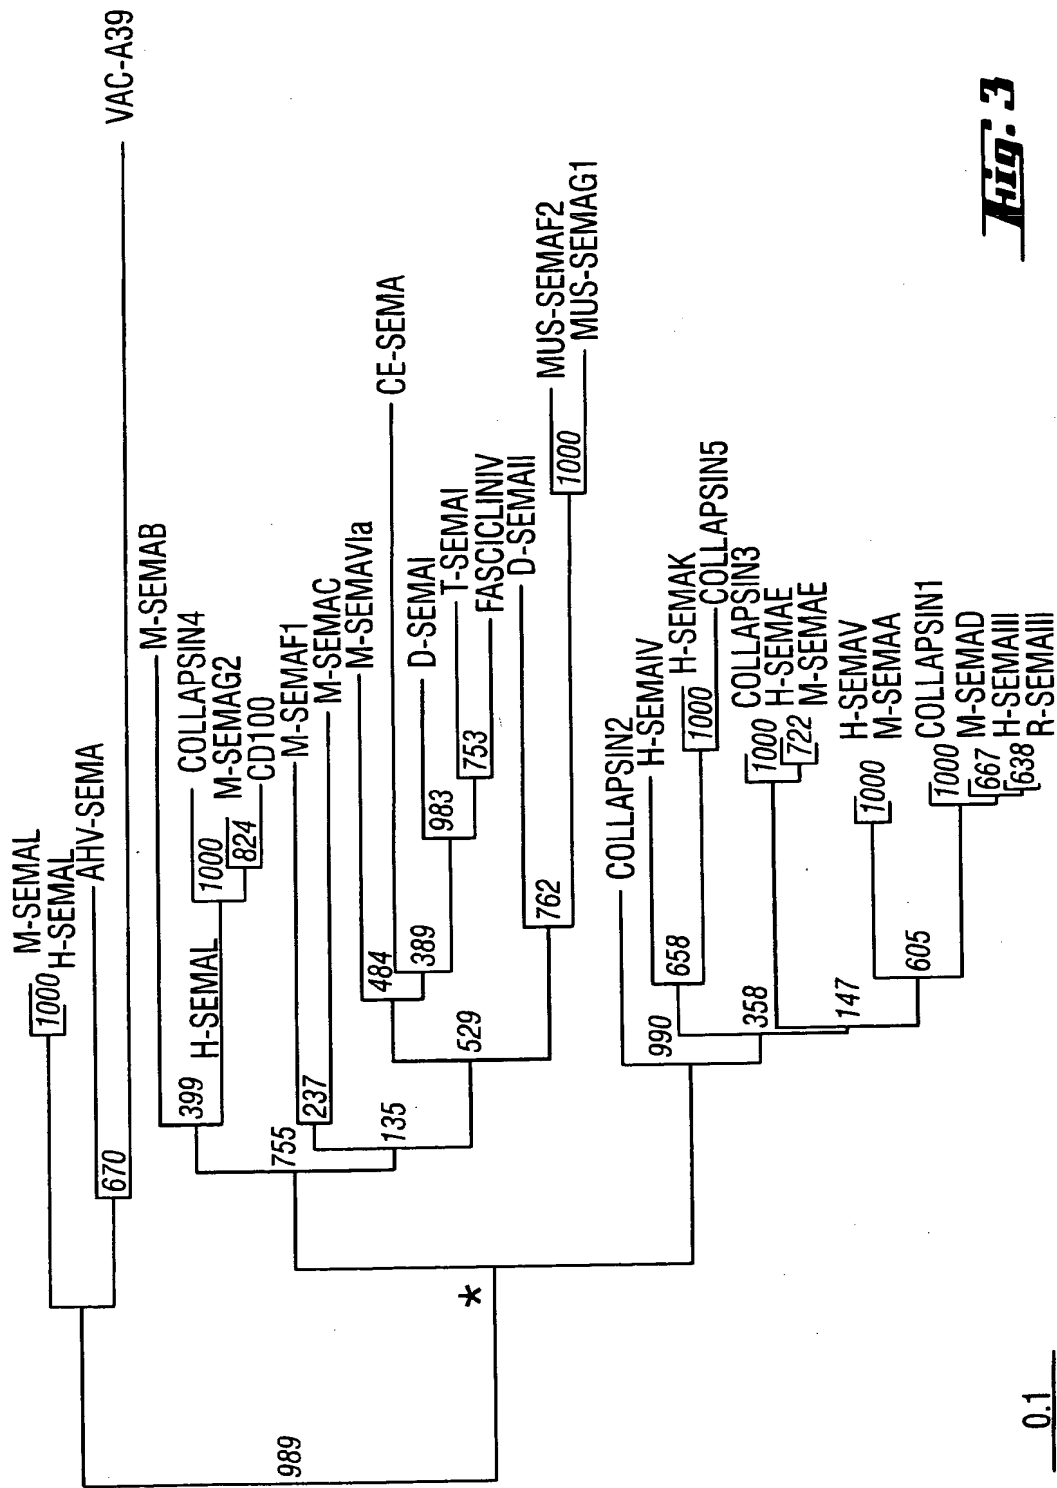 M-SEMAL
1000
H-SEMAL
AHV-SEMA
670
VAC-A39
989
M-SEMAB
399
H-SEMAL
COLLAPSIN4
1000
M-SEMAG2
824
CD100
755
M-SEMAF1
237
M-SEMAC
135
M-SEMAVIa
484
CE-SEMA
389
D-SEMAI
983
T-SEMAI
753
FASCICLINIV
529
D-SEMAII
762
MUS-SEMAF2
1000
MUS-SEMAG1
*
COLLAPSIN2
990
H-SEMAIV
658
H-SEMAK
1000
COLLAPSIN5
358
COLLAPSIN3
1000
H-SEMAE
722
M-SEMAE
147
H-SEMAV
1000
M-SEMAA
605
COLLAPSIN1
1000
M-SEMAD
667
H-SEMAIII
638
R-SEMAIII
0.1
Fig. 3